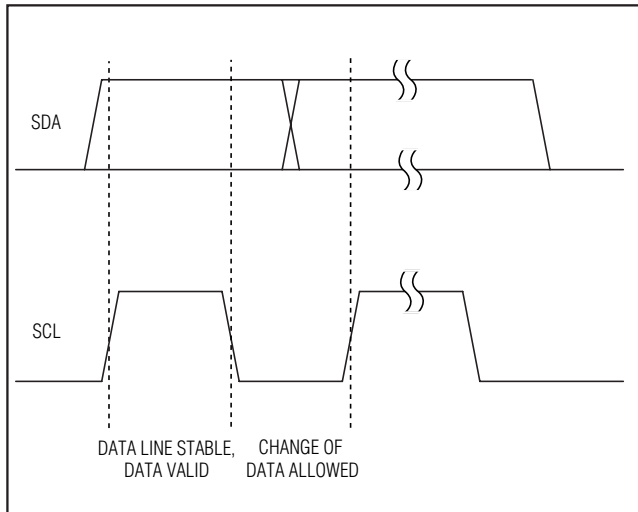 SDA
SCL
DATA LINE STABLE,
DATA VALID
CHANGE OF
DATA ALLOWED